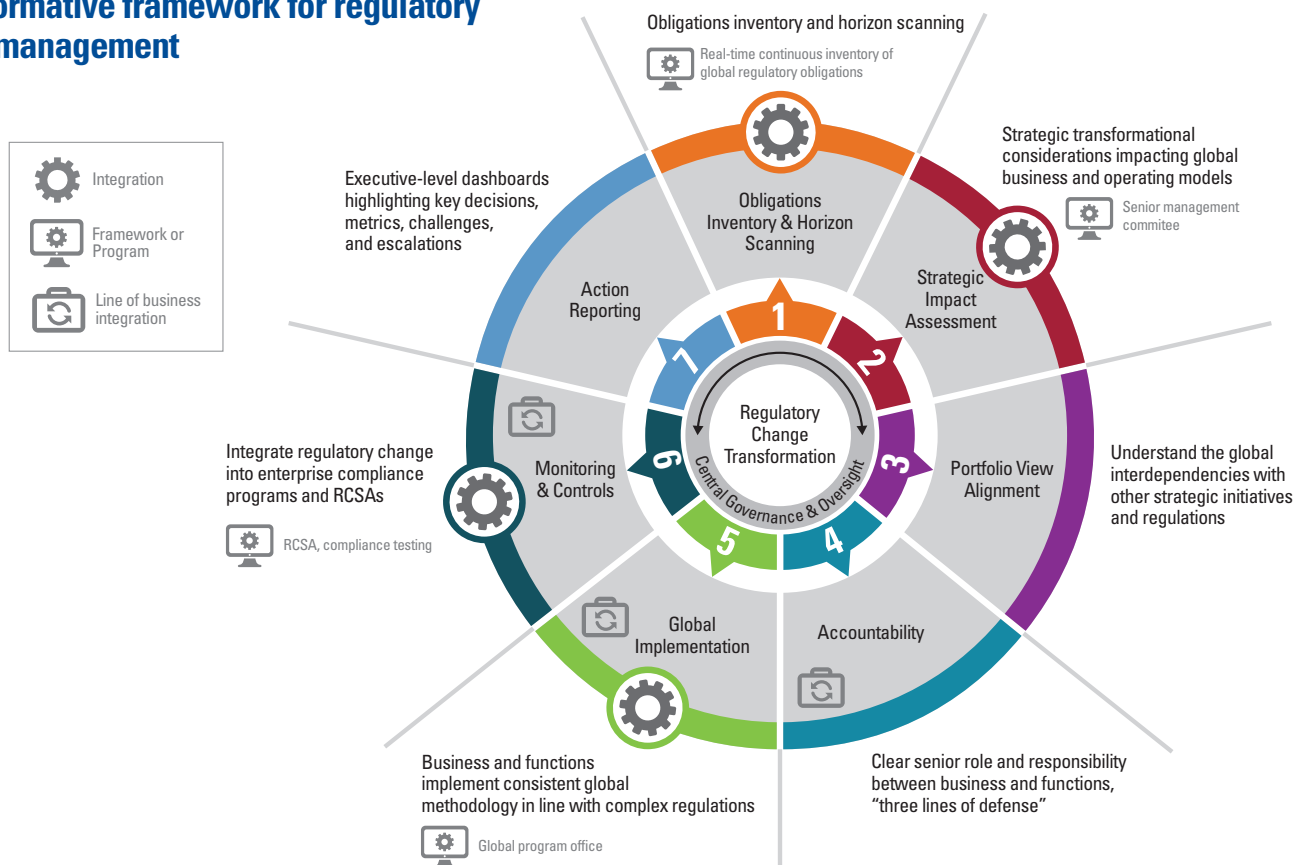 ormative framework for regulatory
management
Integration
Framework or
Program
Line of business
integration
Obligations inventory and horizon scanning
Real-time continuous inventory of
global regulatory obligations
Strategic transformational
considerations impacting global
business and operating models
Senior management
commitee
Understand the global
interdependencies with
other strategic initiatives
and regulations
Clear senior role and responsibility
between business and functions,
“three lines of defense”
Business and functions
implement consistent global
methodology in line with complex regulations
Global program office
Integrate regulatory change
into enterprise compliance
programs and RCSAs
RCSA, compliance testing
Executive-level dashboards
highlighting key decisions,
metrics, challenges,
and escalations
Obligations
Inventory & Horizon
Scanning
Strategic
Impact
Assessment
Portfolio View
Alignment
Accountability
Global
Implementation
Monitoring
& Controls
Action
Reporting
1
2
3
4
5
6
7
Regulatory
Change
Transformation
Central Governance & Oversight